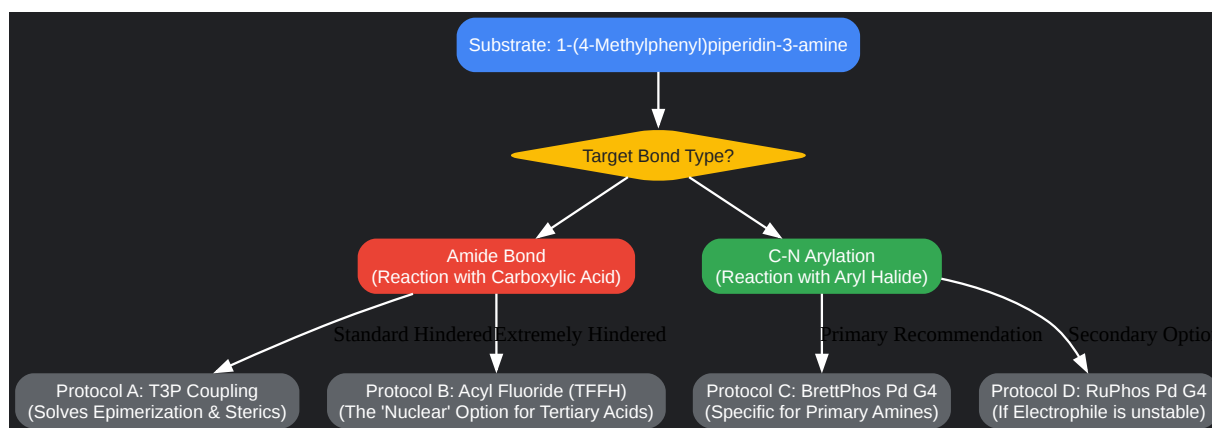 Substrate: 1-(4-Methylphenyl)piperidin-3-amine
Target Bond Type?
Amide Bond
(Reaction with Carboxylic Acid)
C-N Arylation
(Reaction with Aryl Halide)
Standard Hindered
Extremely Hindered
Primary Recommendation
Secondary Optio
Protocol A: T3P Coupling
(Solves Epimerization & Sterics)
Protocol B: Acyl Fluoride (TFFH)
(The 'Nuclear' Option for Tertiary Acids)
Protocol C: BrettPhos Pd G4
(Specific for Primary Amines)
Protocol D: RuPhos Pd G4
(If Electrophile is unstable)